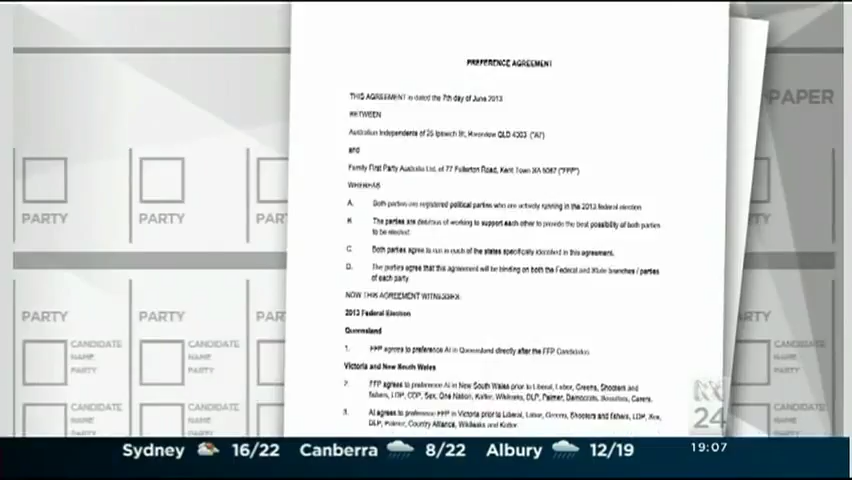 PREFERENCE AGREEMENT
THIS AGREEMENT is dated the 7th day of June 2013
BETWEEN
Australian Independents of 25 Ipswich St, Riverview QLD 4303 ("AI")
and
Family First Party Australia Ltd, of 77 Fullarton Road, Kent Town SA 5067 ("FFP")
WHEREAS
A. Both parties are registered political parties who are actively running in the 2013 federal election
B. The parties are desirous of working to support each other to provide the best possibility of both parties
to be elected.
C. Both parties agree to run in each of the states specifically identified in this agreement.
D. The parties agree that this agreement will be binding on both the Federal and State branches / parties
of each party
NOW THIS AGREEMENT WITNESSES
2013 Federal Election
Queensland
1. FFP agrees to preference AI in Queensland directly after the FFP Candidates
Victoria and New South Wales
2. FFP agrees to preference AI in New South Wales prior to Liberal, Labor, Greens, Shooters and
fishers, LDP, CDP, Sex, One Nation, Katter, Wikileaks, DLP, Palmer, Democrats, Carers,
3. AI agrees to preference FFP in Victoria prior to Liberal, Labor, Greens, Shooters and fishers, LDP, Sex,
DLP, Palmer, Country Alliance, Wikileaks and Katter
PAPER
PARTY
PARTY
PART
PARTY
PARTY
PART
CANDIDATE
NAME
PARTY
CANDIDATE
NAME
PARTY
CANDIDATE
NAME
CANDIDATE
NAME
24
Sydney 16/22 Canberra 8/22 Albury 12/19
19:07